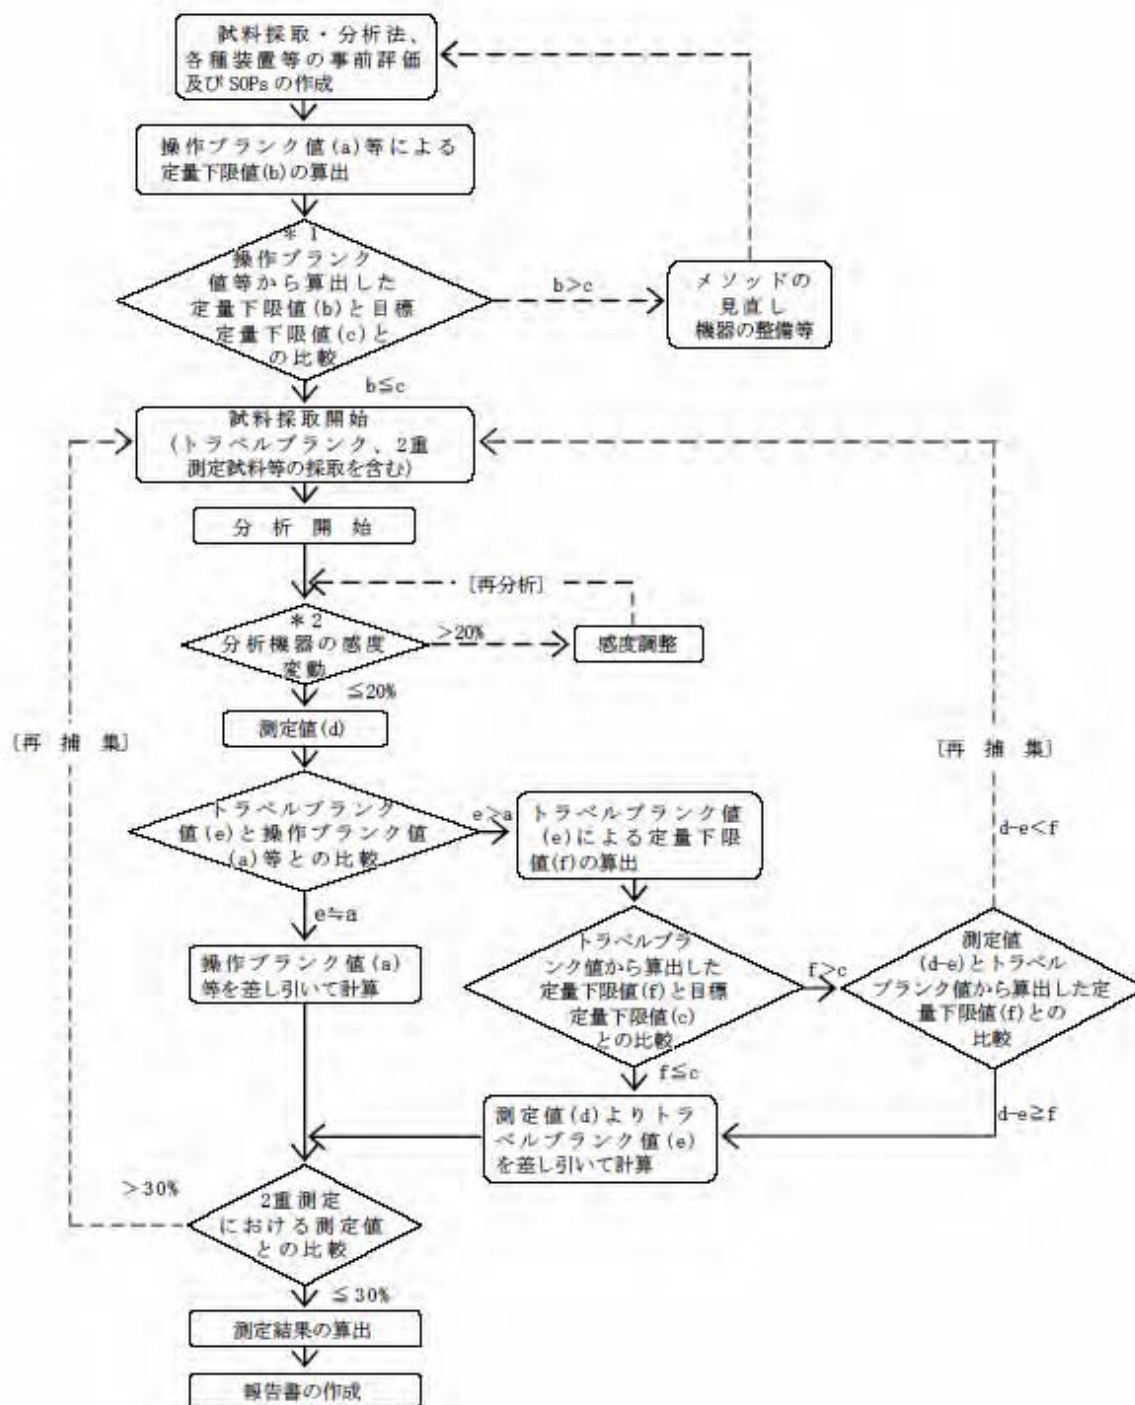 試料採取・分析法、
各種装置等の事前評価
及びSOPsの作成
操作ブランク値(a)等による
定量下限値(b)の算出
*1
操作ブランク
値等から算出した
定量下限値(b)と目標
定量下限値(c)と
の比較
b>c
メソッドの
見直し
機器の整備等
b≦c
試料採取開始
(トラベルブランク、2重
測定試料等の採取を含む)
分析開始
[再分析]
*2
分析機器の感度
変動
>20%
感度調整
≦20%
測定値(d)
[再捕集]
[再捕集]
トラベルブランク
値(e)と操作ブランク値
(a)等との比較
e>a
トラベルブランク値
(e)による定量下限
値(f)の算出
d-e<f
e≒a
操作ブランク値(a)
等を差し引いて計算
トラベルブラ
ンク値から算出した
定量下限値(f)と目標
定量下限値(c)
との比較
f>c
測定値
(d-e)とトラベル
ブランク値から算出した定
量下限値(f)との
比較
f≦c
測定値(d)よりトラ
ベルブランク値(e)
を差し引いて計算
d-e≧f
>30%
2重測定
における測定値
との比較
≦30%
測定結果の算出
報告書の作成